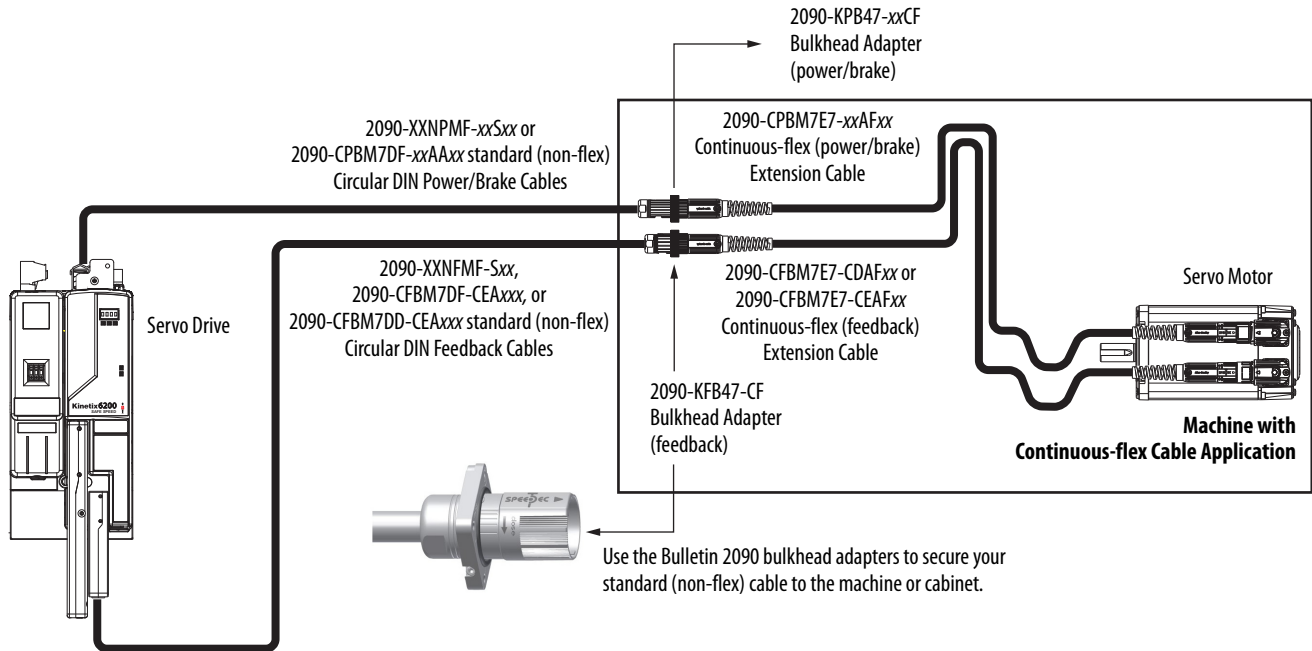 2090-KPB47-xxCF
Bulkhead Adapter
(power/brake)
2090-XXNPMF-xxSxx or
2090-CPBM7DF-xxAAxx standard (non-flex)
Circular DIN Power/Brake Cables
2090-CPBM7E7-xxAFxx
Continuous-flex (power/brake)
Extension Cable
2090-XXNFMF-Sxx,
2090-CFBM7DF-CEAxxx, or
2090-CFBM7DD-CEAxxx standard (non-flex)
Circular DIN Feedback Cables
2090-CFBM7E7-CDAFxx or
2090-CFBM7E7-CEAFxx
Continuous-flex (feedback)
Extension Cable
Servo Motor
Servo Drive
Kinetix 6200
SAFE SPEED
2090-KFB47-CF
Bulkhead Adapter
(feedback)
Machine with
Continuous-flex Cable Application
Use the Bulletin 2090 bulkhead adapters to secure your
standard (non-flex) cable to the machine or cabinet.